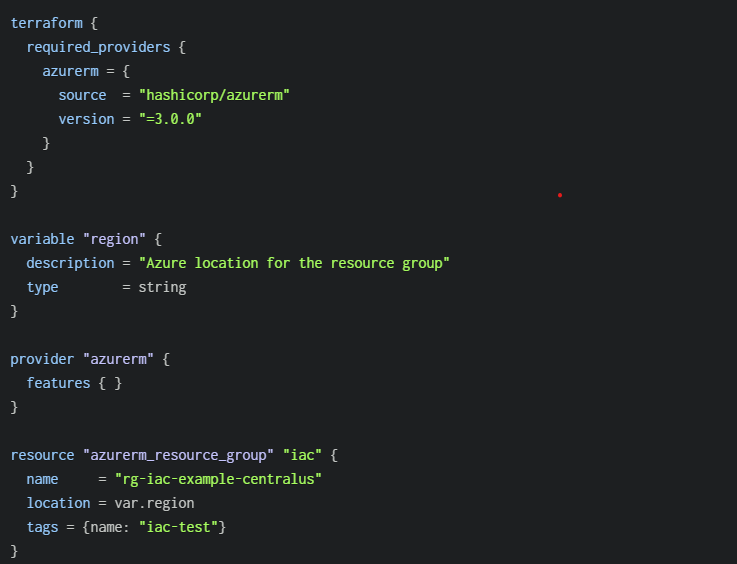 terraform {
  required_providers {
    azurerm = {
      source  = "hashicorp/azurerm"
      version = "=3.0.0"
    }
  }
}
variable "region" {
  description = "Azure location for the resource group"
  type        = string
}
provider "azurerm" {
  features { }
}
resource "azurerm_resource_group" "iac" {
  name     = "rg-iac-example-centralus"
  location = var.region
  tags = {name: "iac-test"}
}